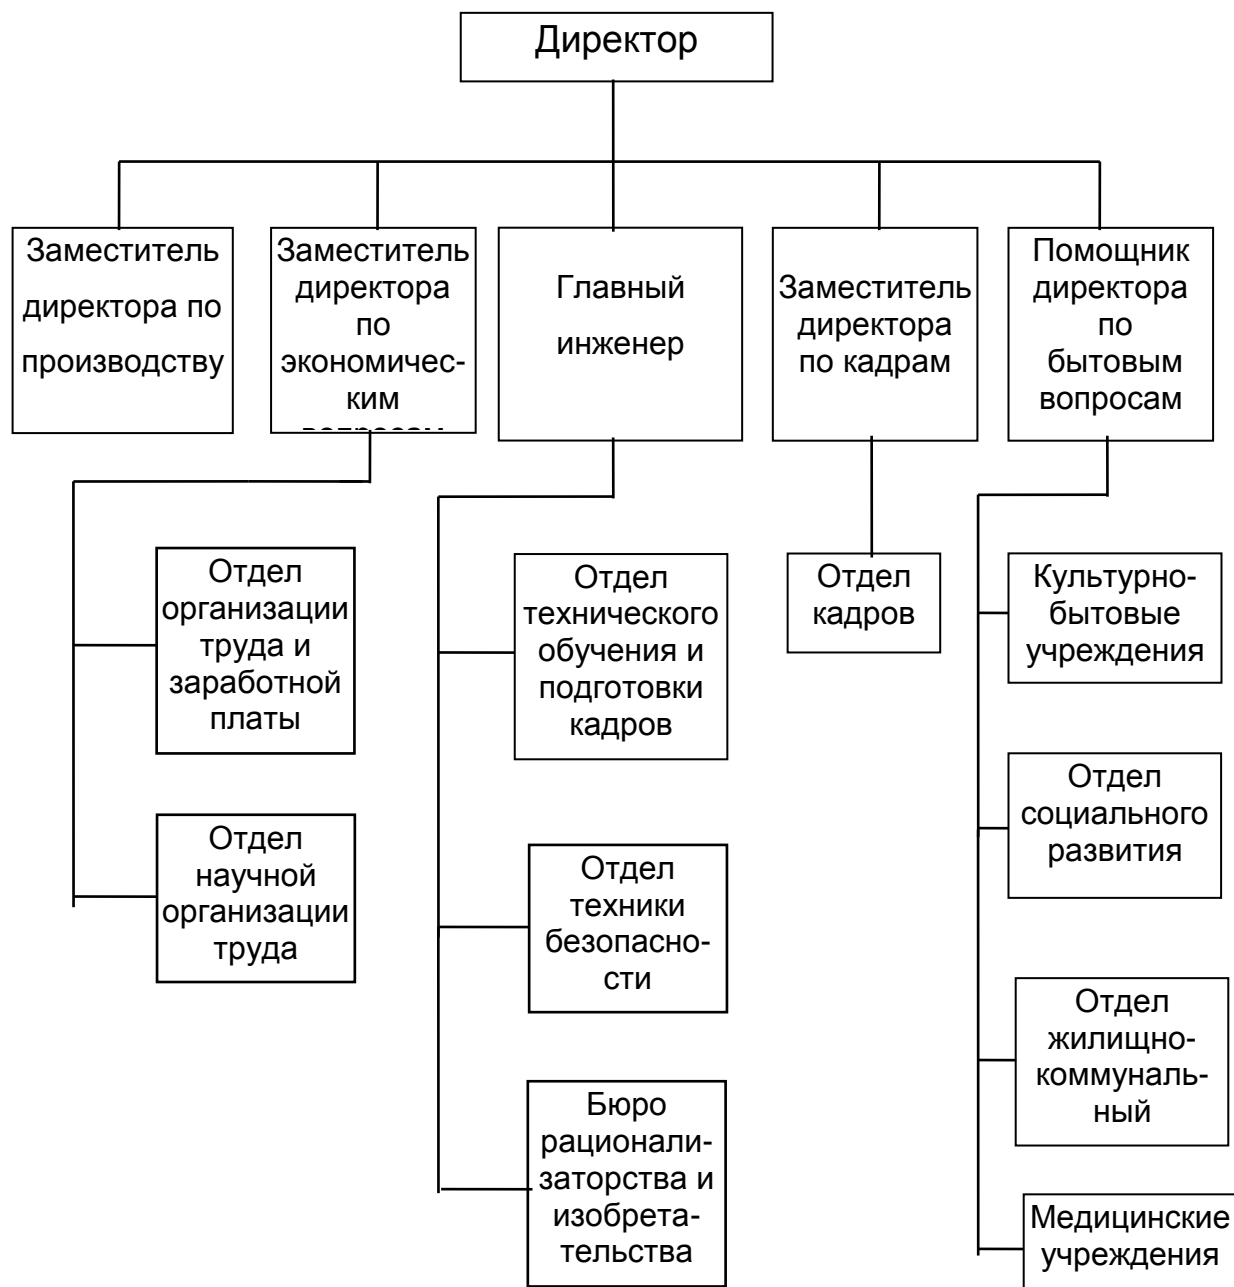 Директор
Заместитель
директора по
производству
Заместитель
директора
по
экономичес-
ким
вопросам
Главный
инженер
Заместитель
директора
по кадрам
Помощник
директора
по
бытовым
вопросам
Отдел
организации
труда и
заработной
платы
Отдел
научной
организации
труда
Отдел
технического
обучения и
подготовки
кадров
Отдел
техники
безопасно-
сти
Бюро
рационали-
заторства и
изобрета-
тельства
Отдел
кадров
Культурно-
бытовые
учреждения
Отдел
социального
развития
Отдел
жилищно-
коммуналь-
ный
Медицинские
учреждения